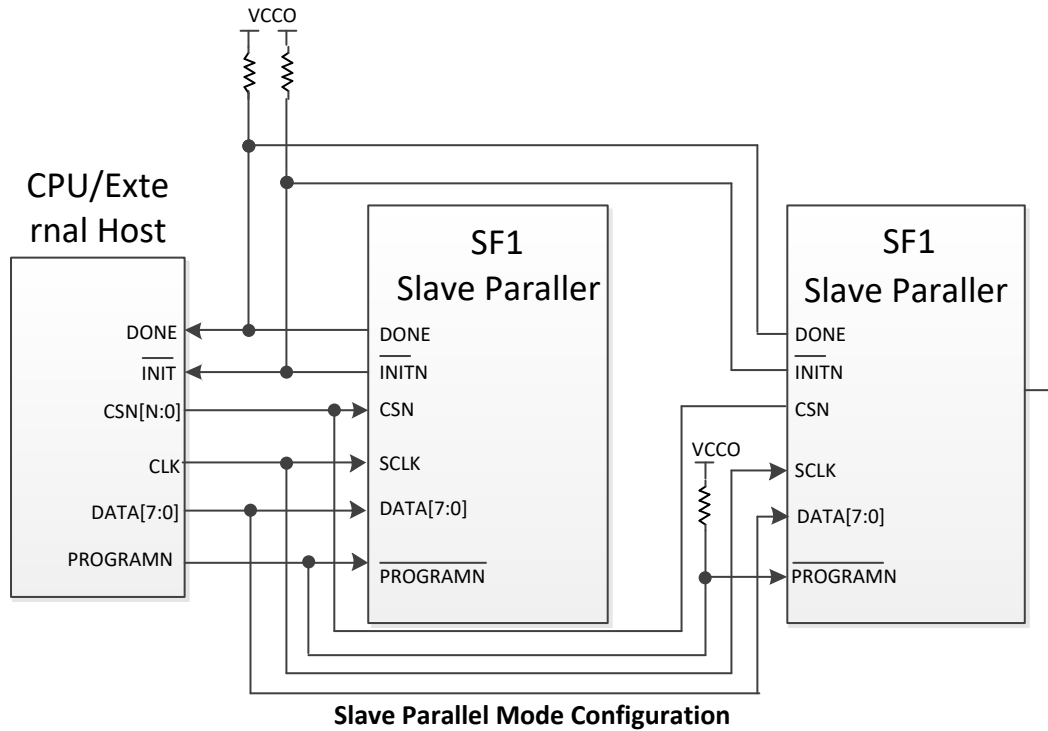 VCCO
CPU/Exte
rnal Host
DONE
INIT
CSN[N:0]
CLK
DATA[7:0]
PROGRAMN
SF1
Slave Paraller
DONE
INITN
CSN
SCLK
DATA[7:0]
PROGRAMN
VCCO
SF1
Slave Paraller
DONE
INITN
CSN
SCLK
DATA[7:0]
PROGRAMN
Slave Parallel Mode Configuration